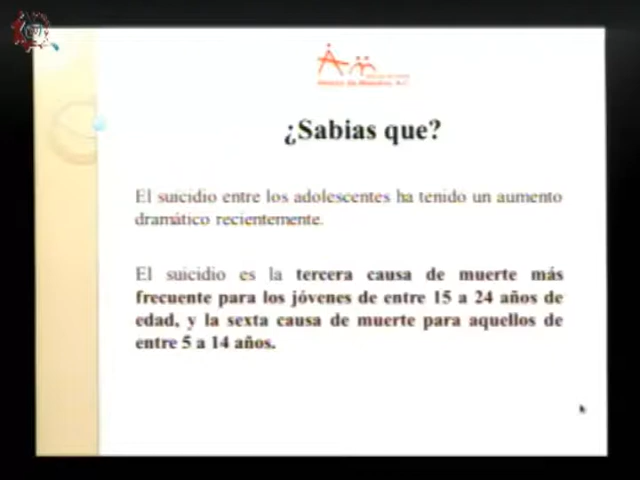 ¿Sabias que?
El suicidio entre los adolescentes ha tenido un aumento
dramático recientemente.
El suicidio es la tercera causa de muerte más
frecuente para los jóvenes de entre 15 a 24 años de
edad, y la sexta causa de muerte para aquellos de
entre 5 a 14 años.